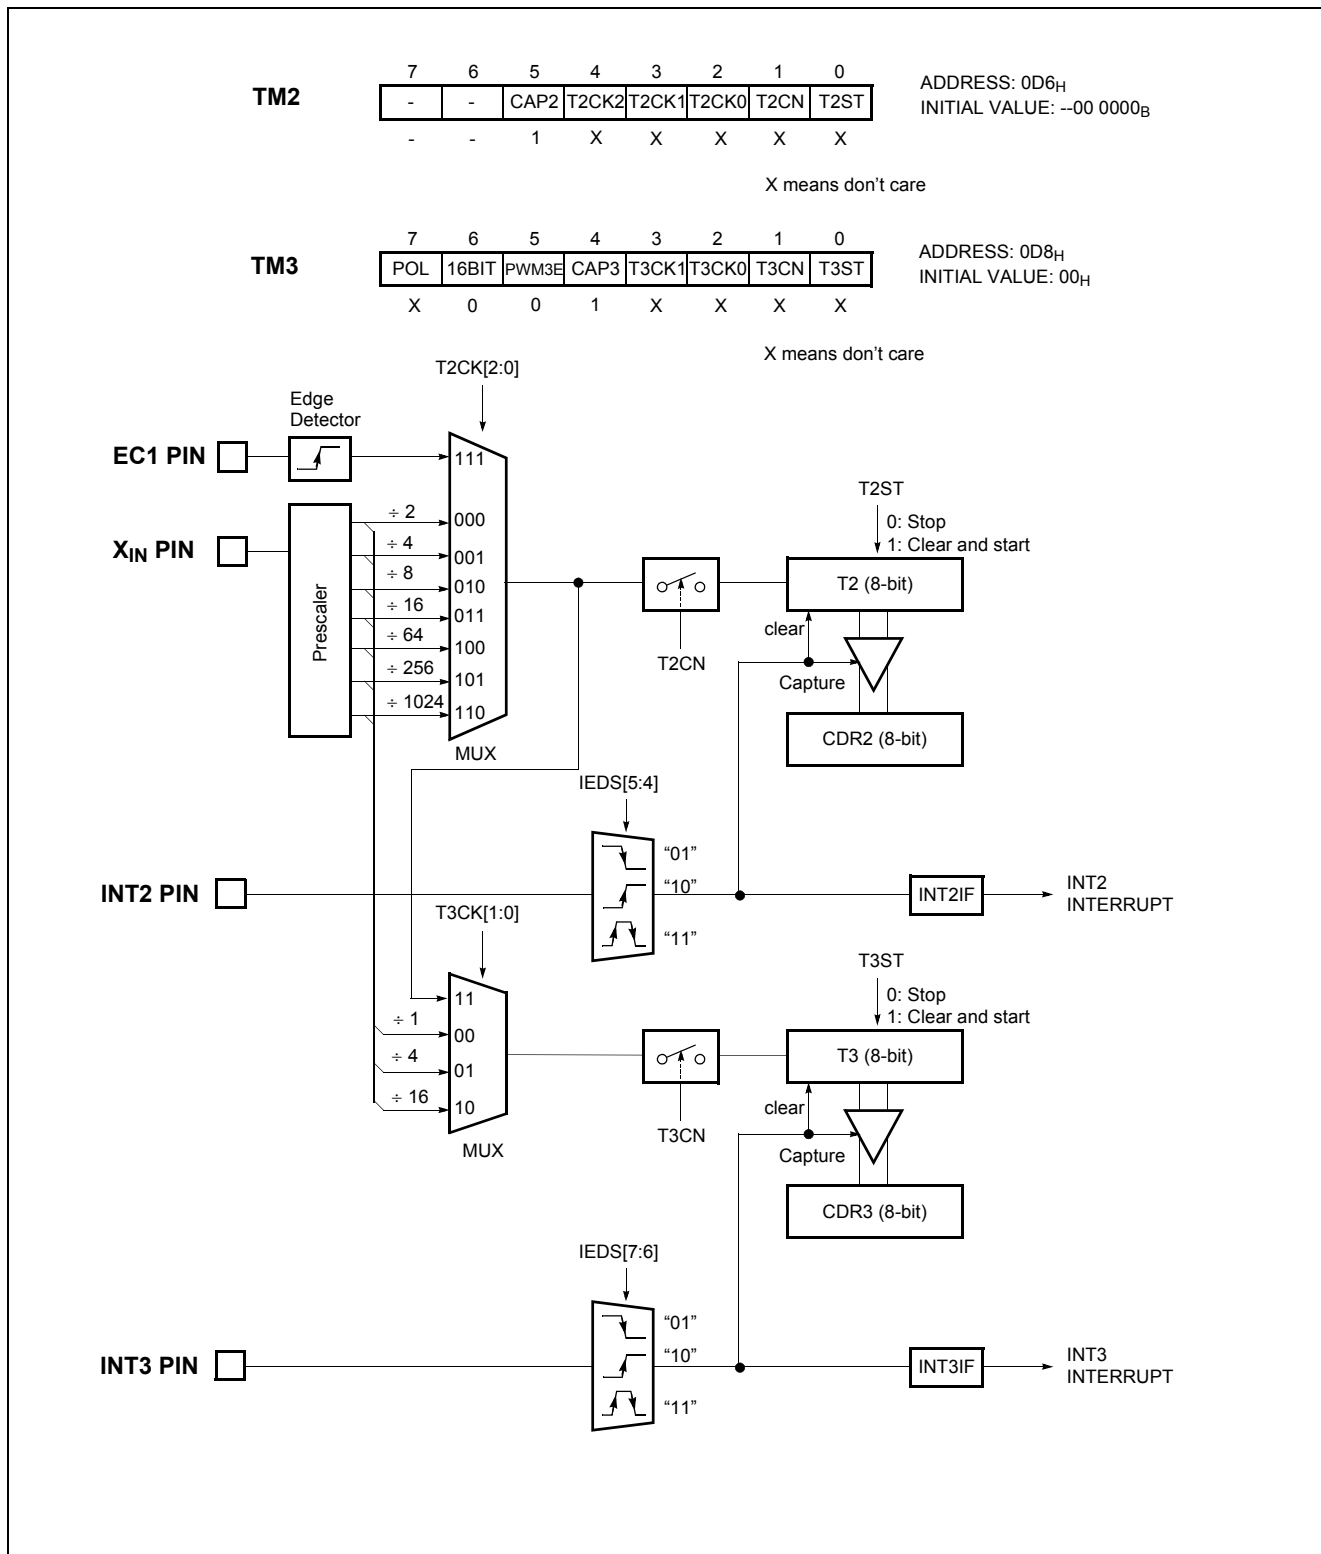 7 6 5 4 3 2 1 0
TM2
- - CAP2 T2CK2 T2CK1 T2CK0 T2CN T2ST
ADDRESS: 0D6H
INITIAL VALUE: --00 0000B
- - 1 X X X X X
X means don’t care
7 6 5 4 3 2 1 0
TM3
POL 16BIT PWM3E CAP3 T3CK1 T3CK0 T3CN T3ST
ADDRESS: 0D8H
INITIAL VALUE: 00H
X 0 0 1 X X X X
X means don’t care
T2CK[2:0]
Edge
Detector
EC1 PIN
111
XIN PIN
Prescaler
÷ 2
000
÷ 4
001
÷ 8
010
÷ 16
011
÷ 64
100
÷ 256
101
÷ 1024
110
MUX
T2CN
T2ST
0: Stop
1: Clear and start
T2 (8-bit)
clear
Capture
CDR2 (8-bit)
IEDS[5:4]
“01”
“10”
“11”
INT2 PIN
INT2IF
INT2
INTERRUPT
T3CK[1:0]
11
÷ 1
00
÷ 4
01
÷ 16
10
MUX
T3CN
T3ST
0: Stop
1: Clear and start
T3 (8-bit)
clear
Capture
CDR3 (8-bit)
IEDS[7:6]
“01”
“10”
“11”
INT3 PIN
INT3IF
INT3
INTERRUPT